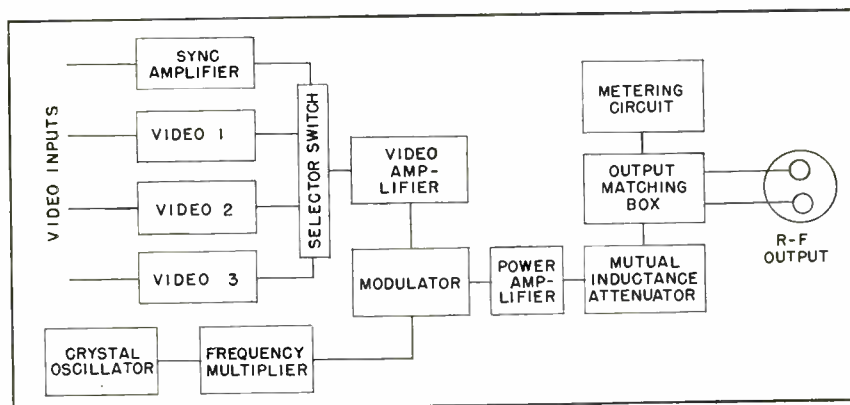 SYNC
AMPLIFIER
VIDEO INPUTS
VIDEO 1
VIDEO 2
VIDEO 3
SELECTOR SWITCH
VIDEO
AMP-
LIFIER
MODULATOR
CRYSTAL
OSCILLATOR
FREQUENCY
MULTIPLIER
POWER
AMP-
LIFIER
METERING
CIRCUIT
OUTPUT
MATCHING
BOX
MUTUAL
INDUCTANCE
ATTENUATOR
R-F
OUTPUT